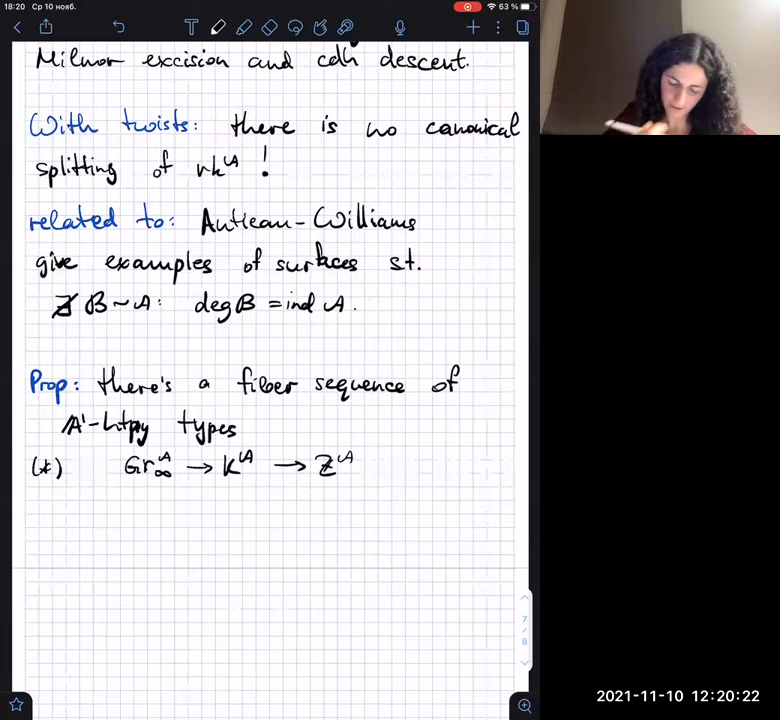 18:20 Ср 10 нояб.
63 %
Milnor excision and cdh descent.
With twists: there is no canonical
splitting of rk^A !
related to: Antieau-Williams
give examples of surfaces st.
∄ B ~ A: deg B = ind A.
Prop: there's a fiber sequence of
A¹-htpy types
(*) Gr^A_∞ → K^A → Z^A
7 / 8
2021-11-10 12:20:22